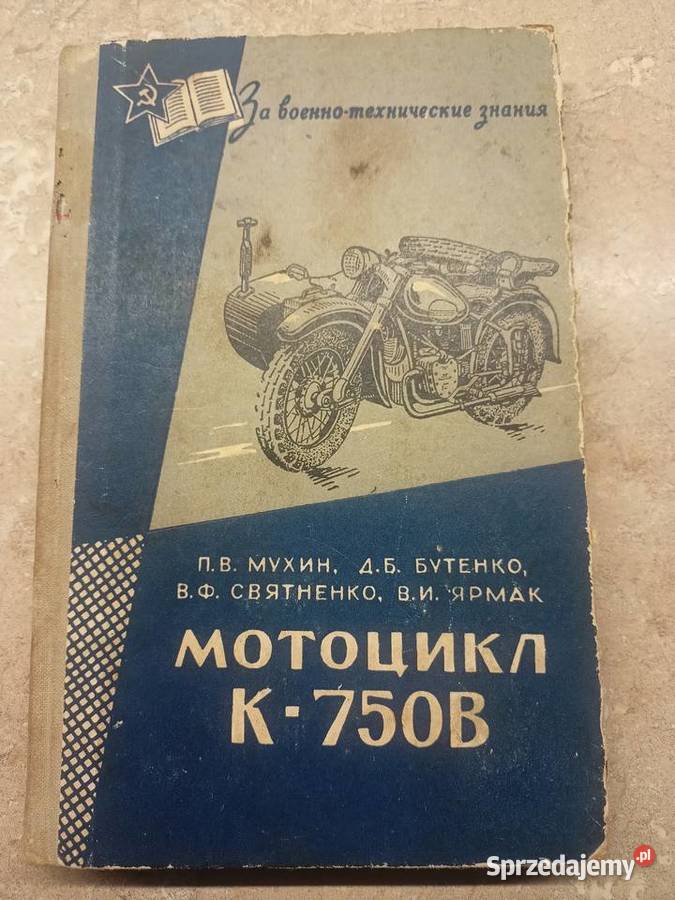 За военно-технические знания
П.В. МУХИН, Д.Б. БУТЕНКО,
В.Ф. СВЯТНЕНКО, В.И. ЯРМАК
МОТОЦИКЛ
К-750В
Sprzedajemy.pl